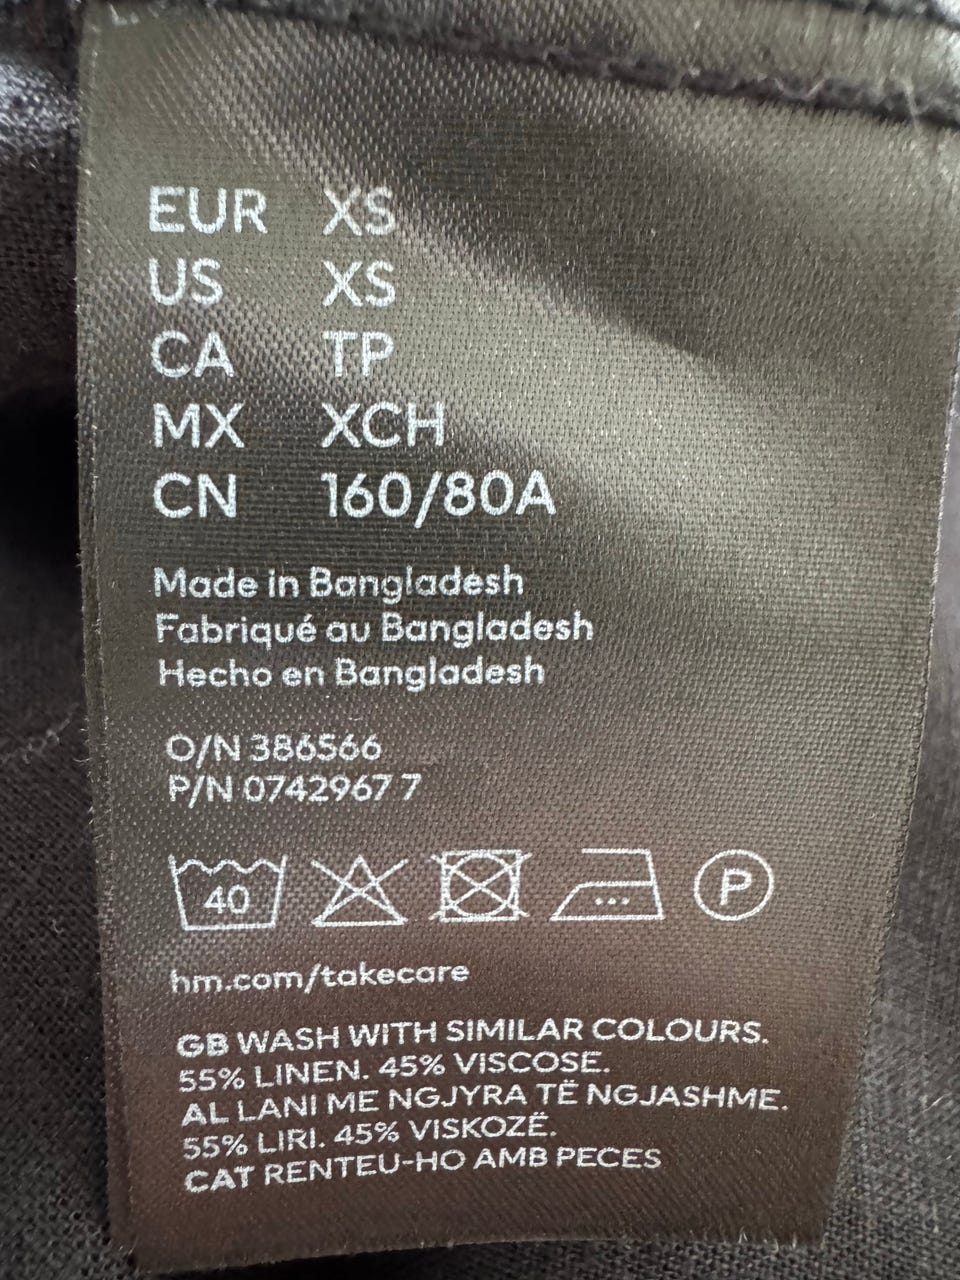 EUR XS
US XS
CA TP
MX XCH
CN 160/80A
Made in Bangladesh
Fabriqué au Bangladesh
Hecho en Bangladesh
O/N 386566
P/N 0742967 7
40 P
hm.com/takecare
GB WASH WITH SIMILAR COLOURS.
55% LINEN. 45% VISCOSE.
AL LANI ME NGJYRA TË NGJASHME.
55% LIRI. 45% VISKOZË.
CAT RENTEU-HO AMB PECES